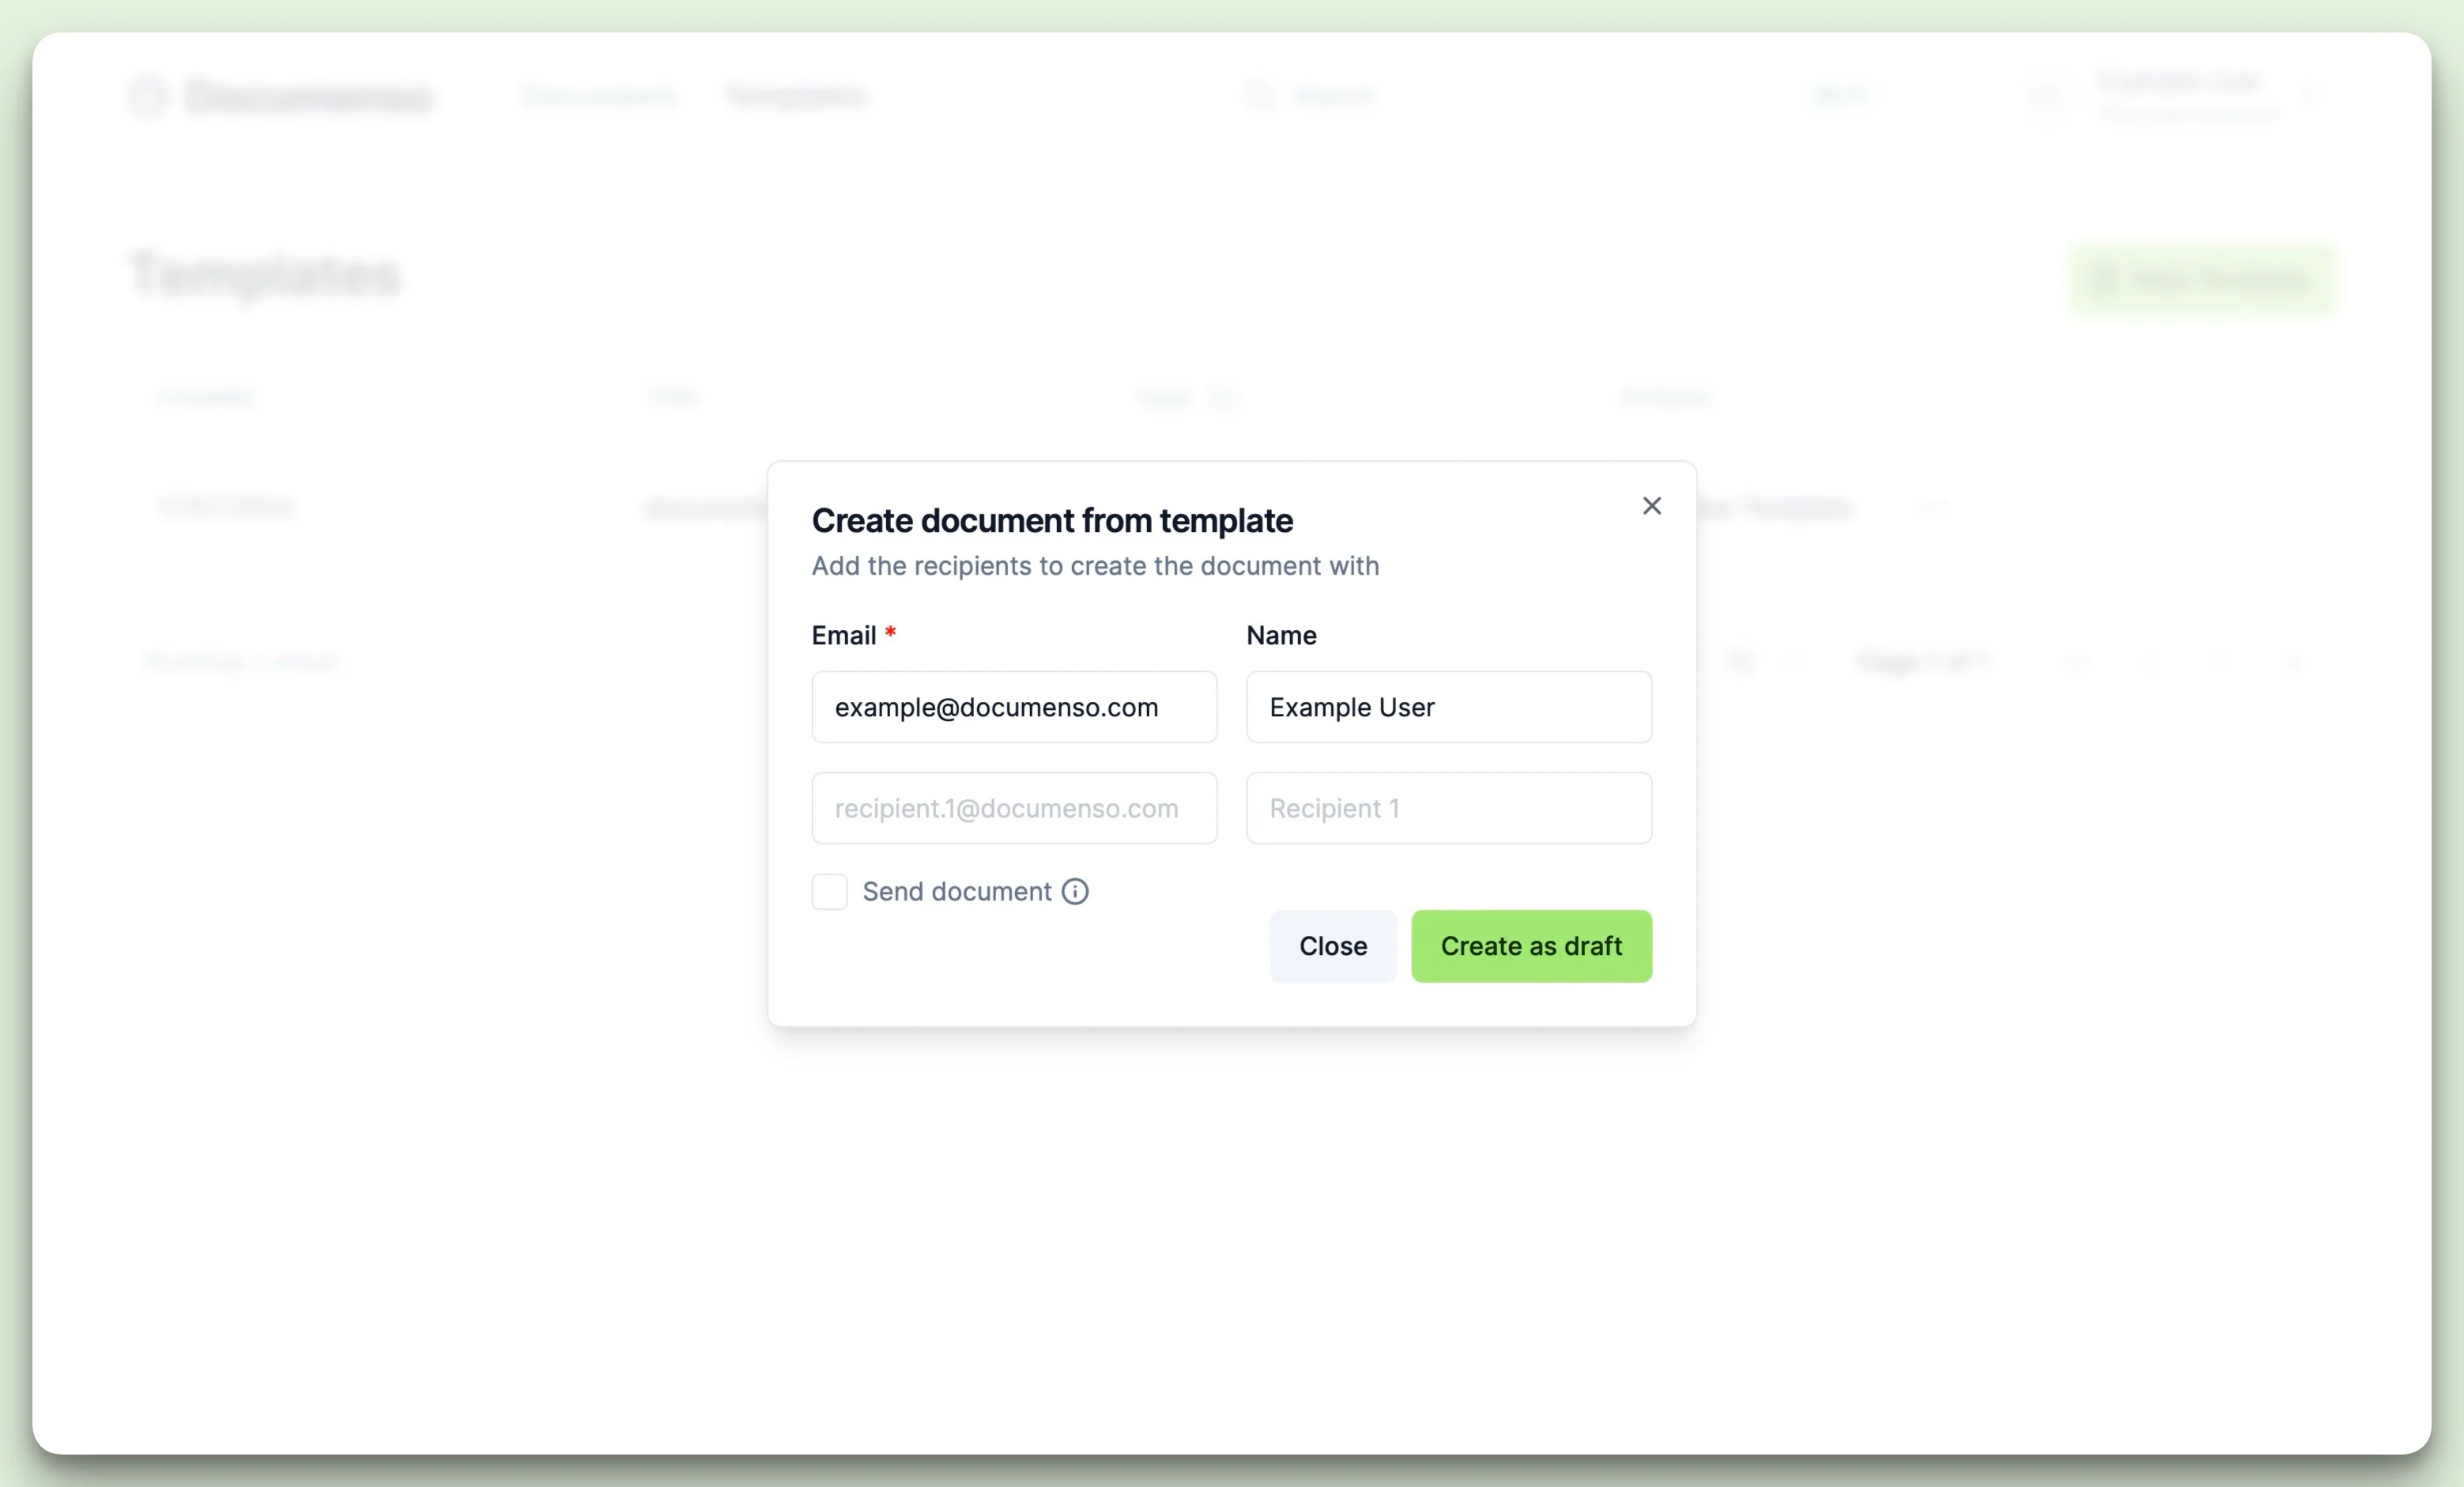 Documenso
Documents
Templates
Search
Templates
Create document from template
Add the recipients to create the document with
Email *
Name
example@documenso.com
Example User
recipient.1@documenso.com
Recipient 1
Send document
Close
Create as draft